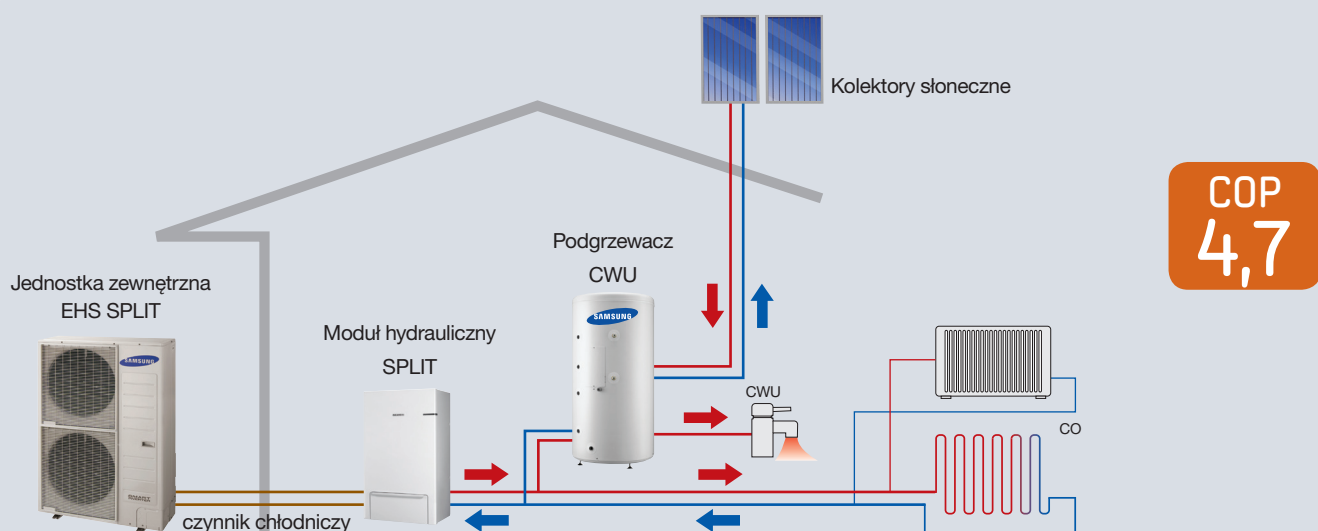 Kolektory słoneczne
COP
4,7
Podgrzewacz
CWU
Jednostka zewnętrzna
EHS SPLIT
SAMSUNG
Moduł hydrauliczny
SPLIT
SAMSUNG
CWU
CO
czynnik chłodniczy